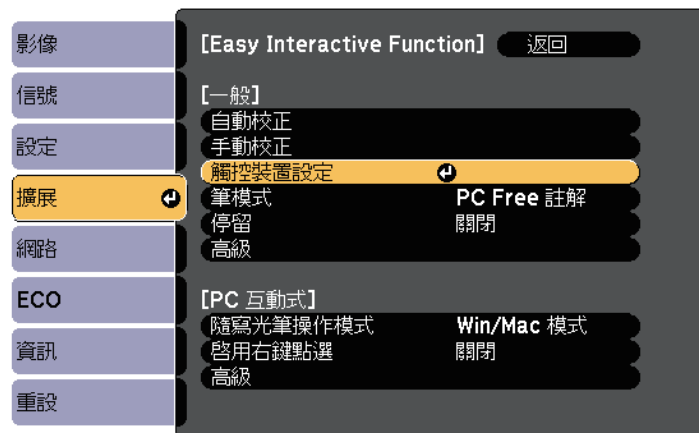 影像
信號
設定
擴展
網路
ECO
資訊
重設
[Easy Interactive Function] 返回
[一般]
自動校正
手動校正
觸控裝置設定
筆模式 PC Free 註解
停留 關閉
高級
[PC 互動式]
隨寫光筆操作模式 Win/Mac 模式
啓用右鍵點選 關閉
高級